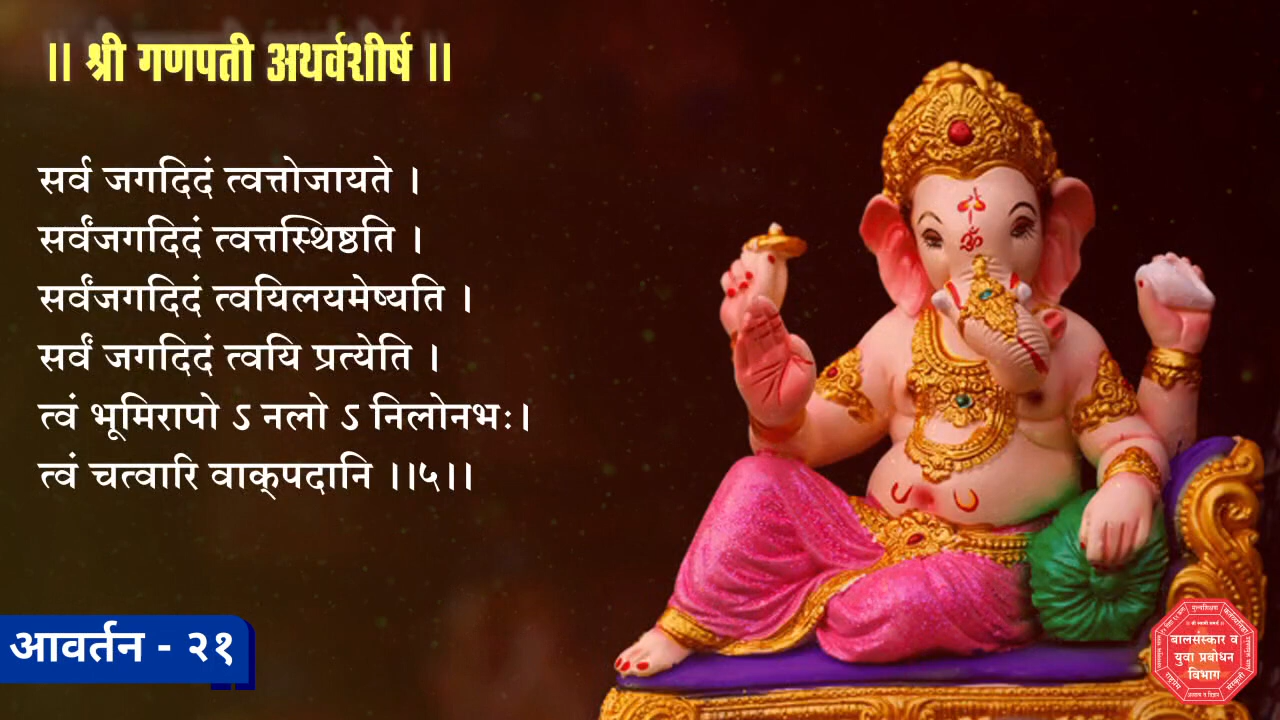 ॥ श्री गणपती अथर्वशीर्ष ॥
सर्व जगदिदं त्वत्तोजायते ।
सर्वंजगदिदं त्वत्तस्थिष्ठति ।
सर्वंजगदिदं त्वयिलयमेष्यति ।
सर्वं जगदिदं त्वयि प्रत्येति ।
त्वं भूमिरापो ऽ नलो ऽ निलोनभः।
त्वं चत्वारि वाक्‌पदानि ।।५।।
आवर्तन - २१
बालसंस्कार व
युवा प्रबोधन
विभाग